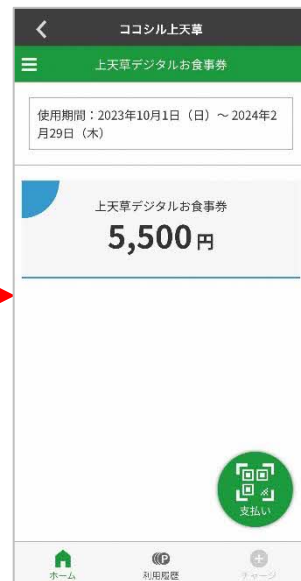 ココシル上天草
上天草デジタルお食事券
使用期間：2023年10月1日（日）～2024年2
月29日（木）
上天草デジタルお食事券
5,500円
支払い
ホーム
利用履歴
チャージ